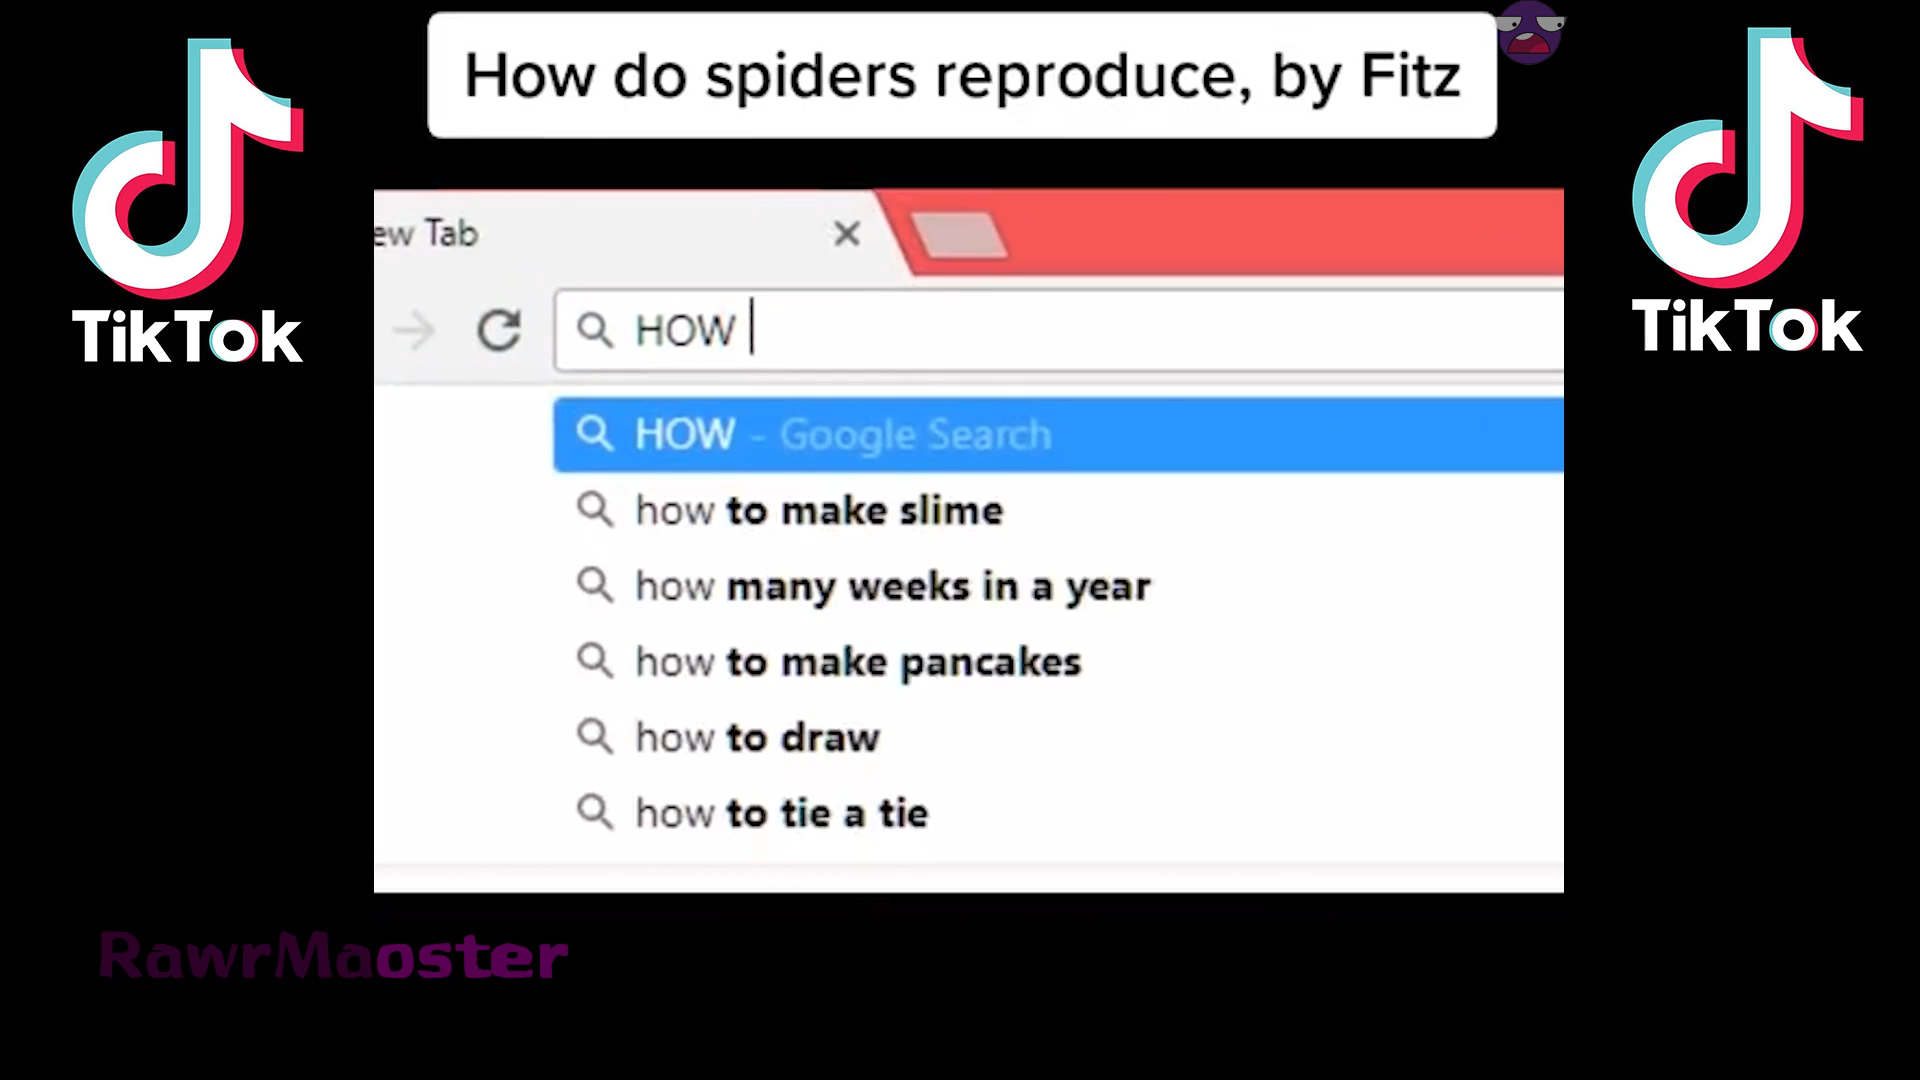 How do spiders reproduce, by Fitz
TikTok
TikTok
ew Tab
HOW
HOW - Google Search
how to make slime
how many weeks in a year
how to make pancakes
how to draw
how to tie a tie
RawrMaoster